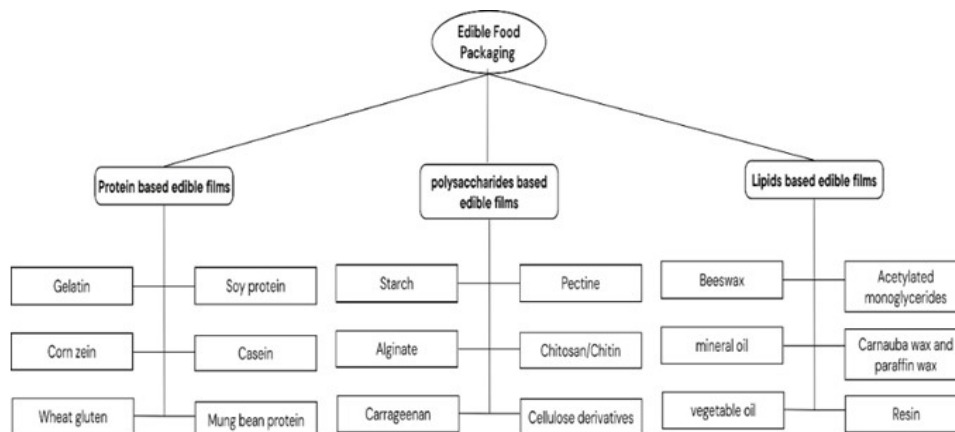 Edible Food
Packaging
Protein based edible films
polysaccharides based
edible films
Lipids based edible films
Gelatin
Soy protein
Starch
Pectine
Beeswax
Acetylated
monoglycerides
Corn zein
Casein
Alginate
Chitosan/Chitin
mineral oil
Carnauba wax and
paraffin wax
Wheat gluten
Mung bean protein
Carrageenan
Cellulose derivatives
vegetable oil
Resin